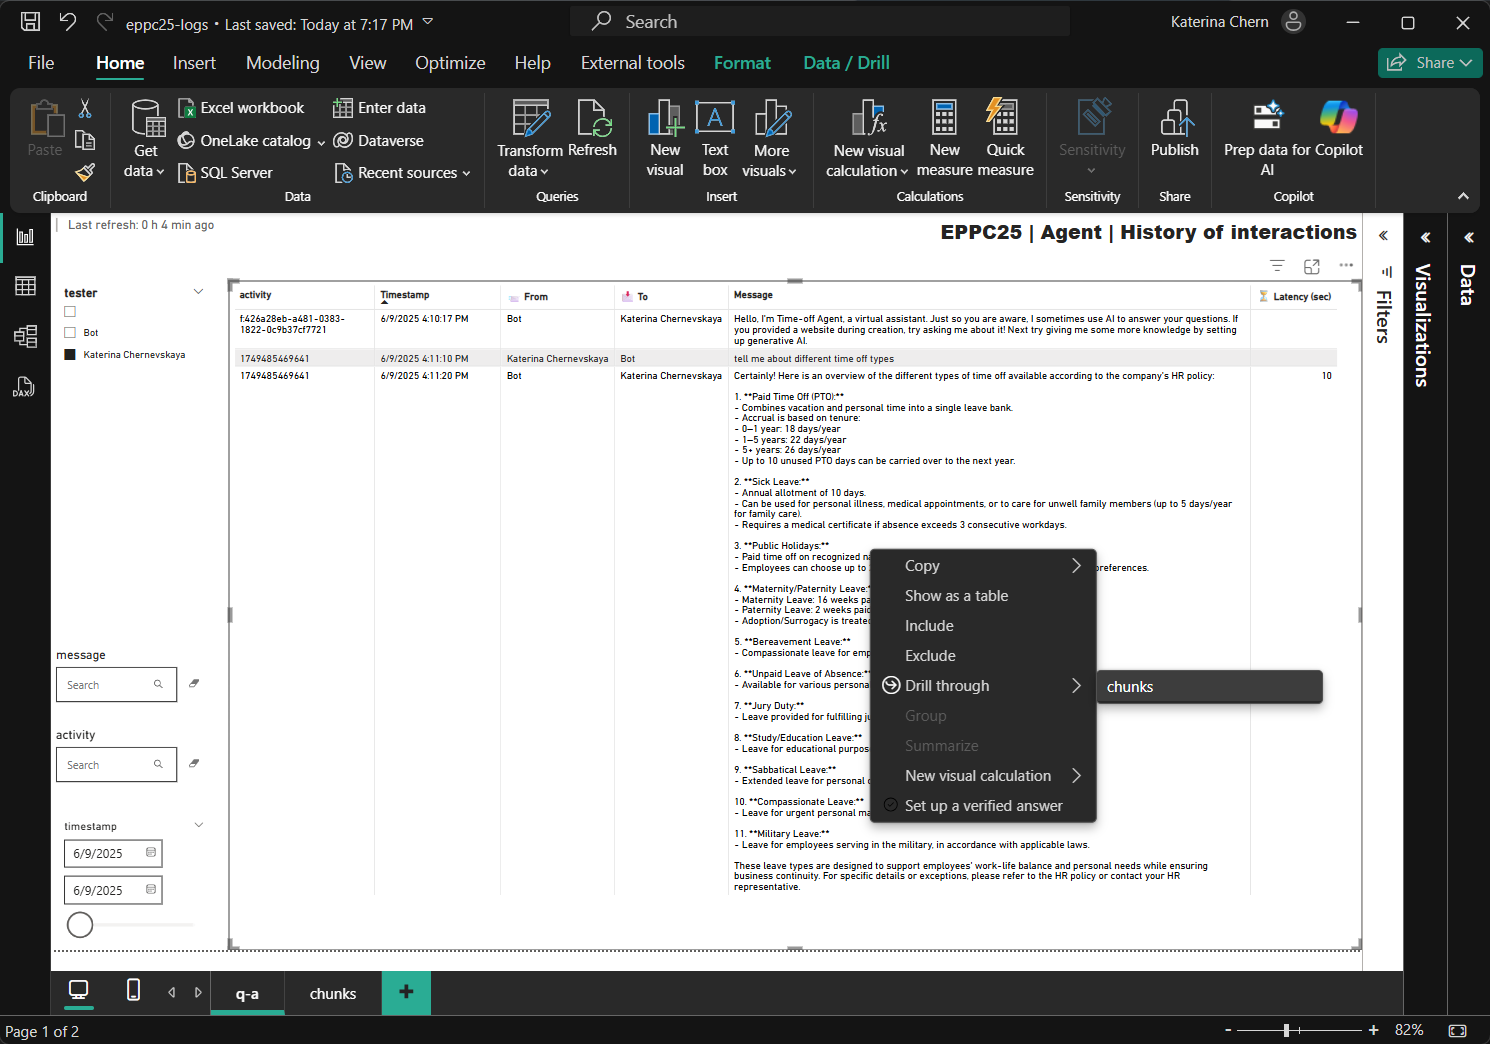 eppc25-logs • Last saved: Today at 7:17 PM
Search
Katerina Chern
File
Home
Insert
Modeling
View
Optimize
Help
External tools
Format
Data / Drill
Share
Paste
Clipboard
Get
data
Excel workbook
OneLake catalog
SQL Server
Enter data
Dataverse
Recent sources
Data
Transform
data
Refresh
Queries
New
visual
Text
box
More
visuals
Insert
New visual
calculation
New
measure
Quick
measure
Calculations
Sensitivity
Sensitivity
Publish
Share
Prep data for
AI
Copilot
Copilot
DAX
Last refresh: 0 h 4 min ago
EPPC25 | Agent | History of interactions
tester
Bot
Katerina Chernevskaya
message
Search
activity
Search
timestamp
6/9/2025
6/9/2025
activity
Timestamp
From
To
Message
Latency (sec)
f:426a28eb-a481-0383-
1822-0c9b37cf7721
6/9/2025 4:10:17 PM
Bot
Katerina Chernevskaya
Hello, I'm Time-off Agent, a virtual assistant. Just so you are aware, I sometimes use AI to answer your questions. If
you provided a website during creation, try asking me about it! Next try giving me some more knowledge by setting
up generative AI.
1749485469641
6/9/2025 4:11:10 PM
Katerina Chernevskaya
Bot
tell me about different time off types
1749485469641
6/9/2025 4:11:20 PM
Bot
Katerina Chernevskaya
Certainly! Here is an overview of the different types of time off available according to the company's HR policy:
10
1. **Paid Time Off (PTO):**
- Combines vacation and personal time into a single leave bank.
- Accrual is based on tenure:
- 0–1 year: 18 days/year
- 1–5 years: 22 days/year
- 5+ years: 26 days/year
- Up to 10 unused PTO days can be carried over to the next year.
2. **Sick Leave:**
- Annual allotment of 10 days.
- Can be used for personal illness, medical appointments, or to care for unwell family members (up to 5 days/year
for family care).
- Requires a medical certificate if absence exceeds 3 consecutive workdays.
3. **Public Holidays:**
- Paid time off on recognized
- Employees can choose up to
preferences.
4. **Maternity/Paternity Leave:*
- Maternity Leave: 16 weeks
- Paternity Leave: 2 weeks paid
- Adoption/Surrogacy is treated
5. **Bereavement Leave:**
- Compassionate leave for
6. **Unpaid Leave of Absence:*
- Available for various
7. **Jury Duty:**
- Leave provided for fulfilling
8. **Study/Education Leave:**
- Leave for educational
9. **Sabbatical Leave:**
- Extended leave for personal
10. **Compassionate Leave:**
- Leave for urgent personal
11. **Military Leave:**
- Leave for employees serving in the military, in accordance with applicable laws.
These leave types are designed to support employees' work-life balance and personal needs while ensuring
business continuity. For specific details or exceptions, please refer to the HR policy or contact your HR
representative.
Copy
Show as a table
Include
Exclude
Drill through
Group
Summarize
New visual calculation
Set up a verified answer
chunks
Filters
Visualizations
Data
q-a
chunks
Page 1 of 2
82%